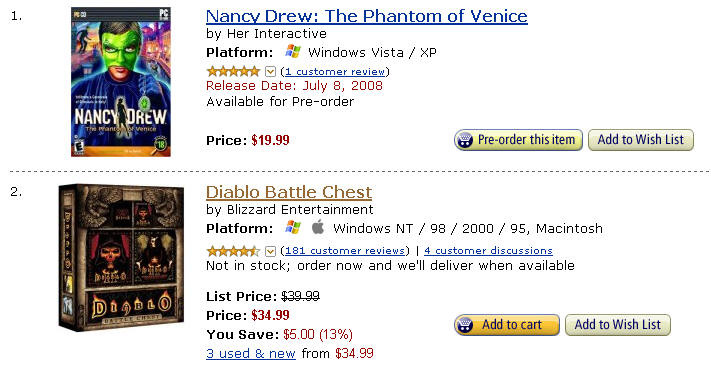 1.
PC
Nancy Drew: The Phantom of Venice
by Her Interactive
Platform: Windows Vista / XP
(1 customer review)
Release Date: July 8, 2008
Available for Pre-order
NANCY DREW
The Phantom of Venice
18
Price: $19.99
Pre-order this item
Add to Wish List
2.
Diablo Battle Chest
by Blizzard Entertainment
Platform: Windows NT / 98 / 2000 / 95, Macintosh
(181 customer reviews) | 4 customer discussions
Not in stock; order now and we'll deliver when available
DIABLO
BATTLE CHEST
List Price: $39.99
Price: $34.99
You Save: $5.00 (13%)
3 used & new from $34.99
Add to cart
Add to Wish List